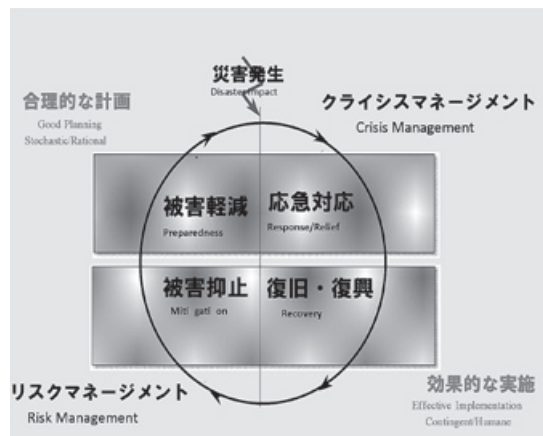 災害発生
Disaster Impact
合理的な計画
Good Planning
Stochastic/Rational
クライシスマネージメント
Crisis Management
被害軽減
Preparedness
応急対応
Response/Relief
被害抑止
Miti gati on
復旧・復興
Recovery
リスクマネージメント
Risk Management
効果的な実施
Effective Implementation
Contingent/Humane